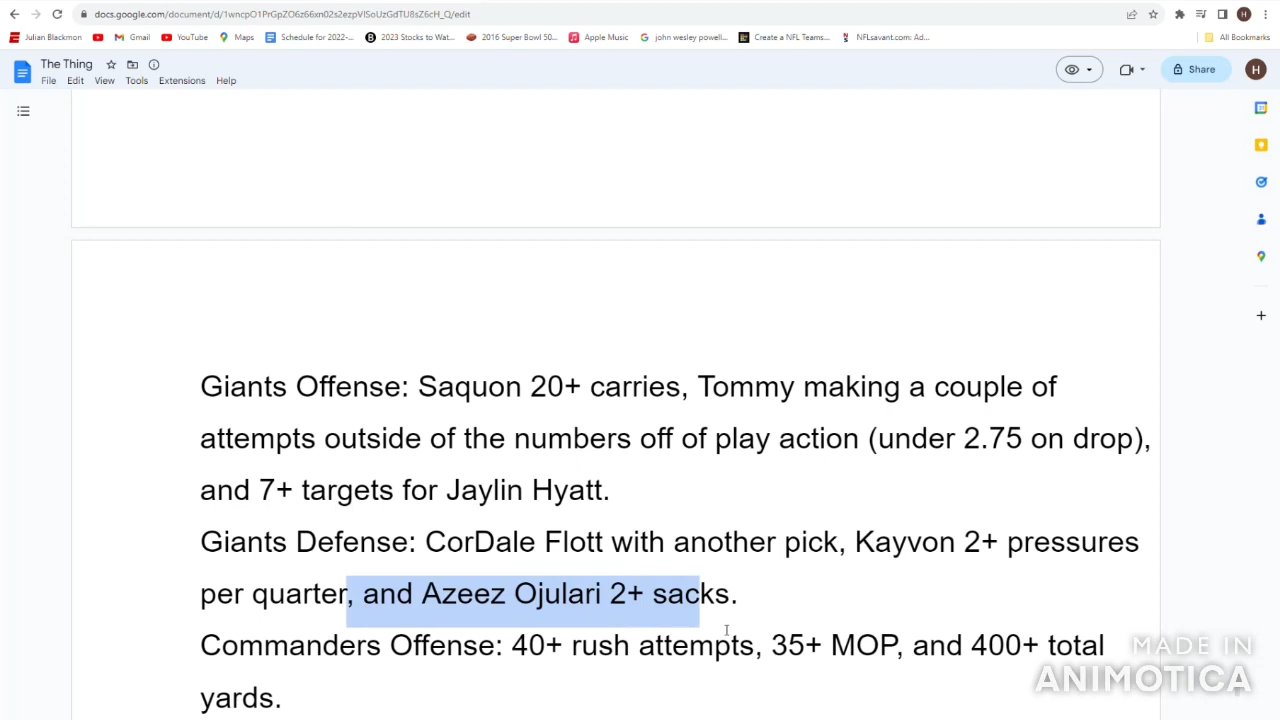 docs.google.com/document/d/1wncpO1PrGpZO6z66xn02s2ezpVlSoUzGdTU8sZ6cH_Q/edit
Julian Blackmon
Gmail
YouTube
Maps
Schedule for 2022-...
2023 Stocks to Wat...
2016 Super Bowl 50...
Apple Music
john wesley powell...
Create a NFL Teams...
NFLsavant.com: Ad...
All Bookmarks
The Thing
Share
H
File Edit View Tools Extensions Help
Giants Offense: Saquon 20+ carries, Tommy making a couple of
attempts outside of the numbers off of play action (under 2.75 on drop),
and 7+ targets for Jaylin Hyatt.
Giants Defense: CorDale Flott with another pick, Kayvon 2+ pressures
per quarter, and Azeez Ojulari 2+ sacks.
Commanders Offense: 40+ rush attempts, 35+ MOP, and 400+ total
yards.
MADE IN
ANIMOTICA